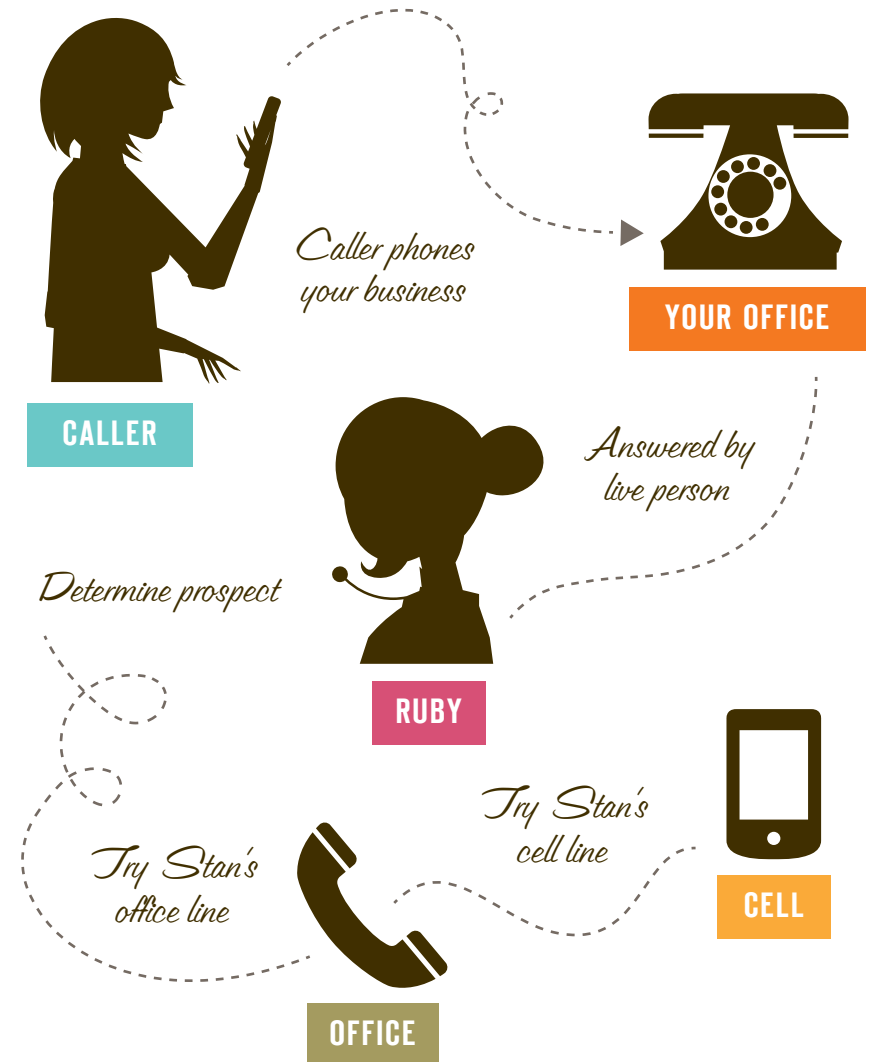 Caller phones
your business
YOUR OFFICE
CALLER
Answered by
live person
Determine prospect
RUBY
Try Stan's
cell line
Try Stan's
office line
CELL
OFFICE